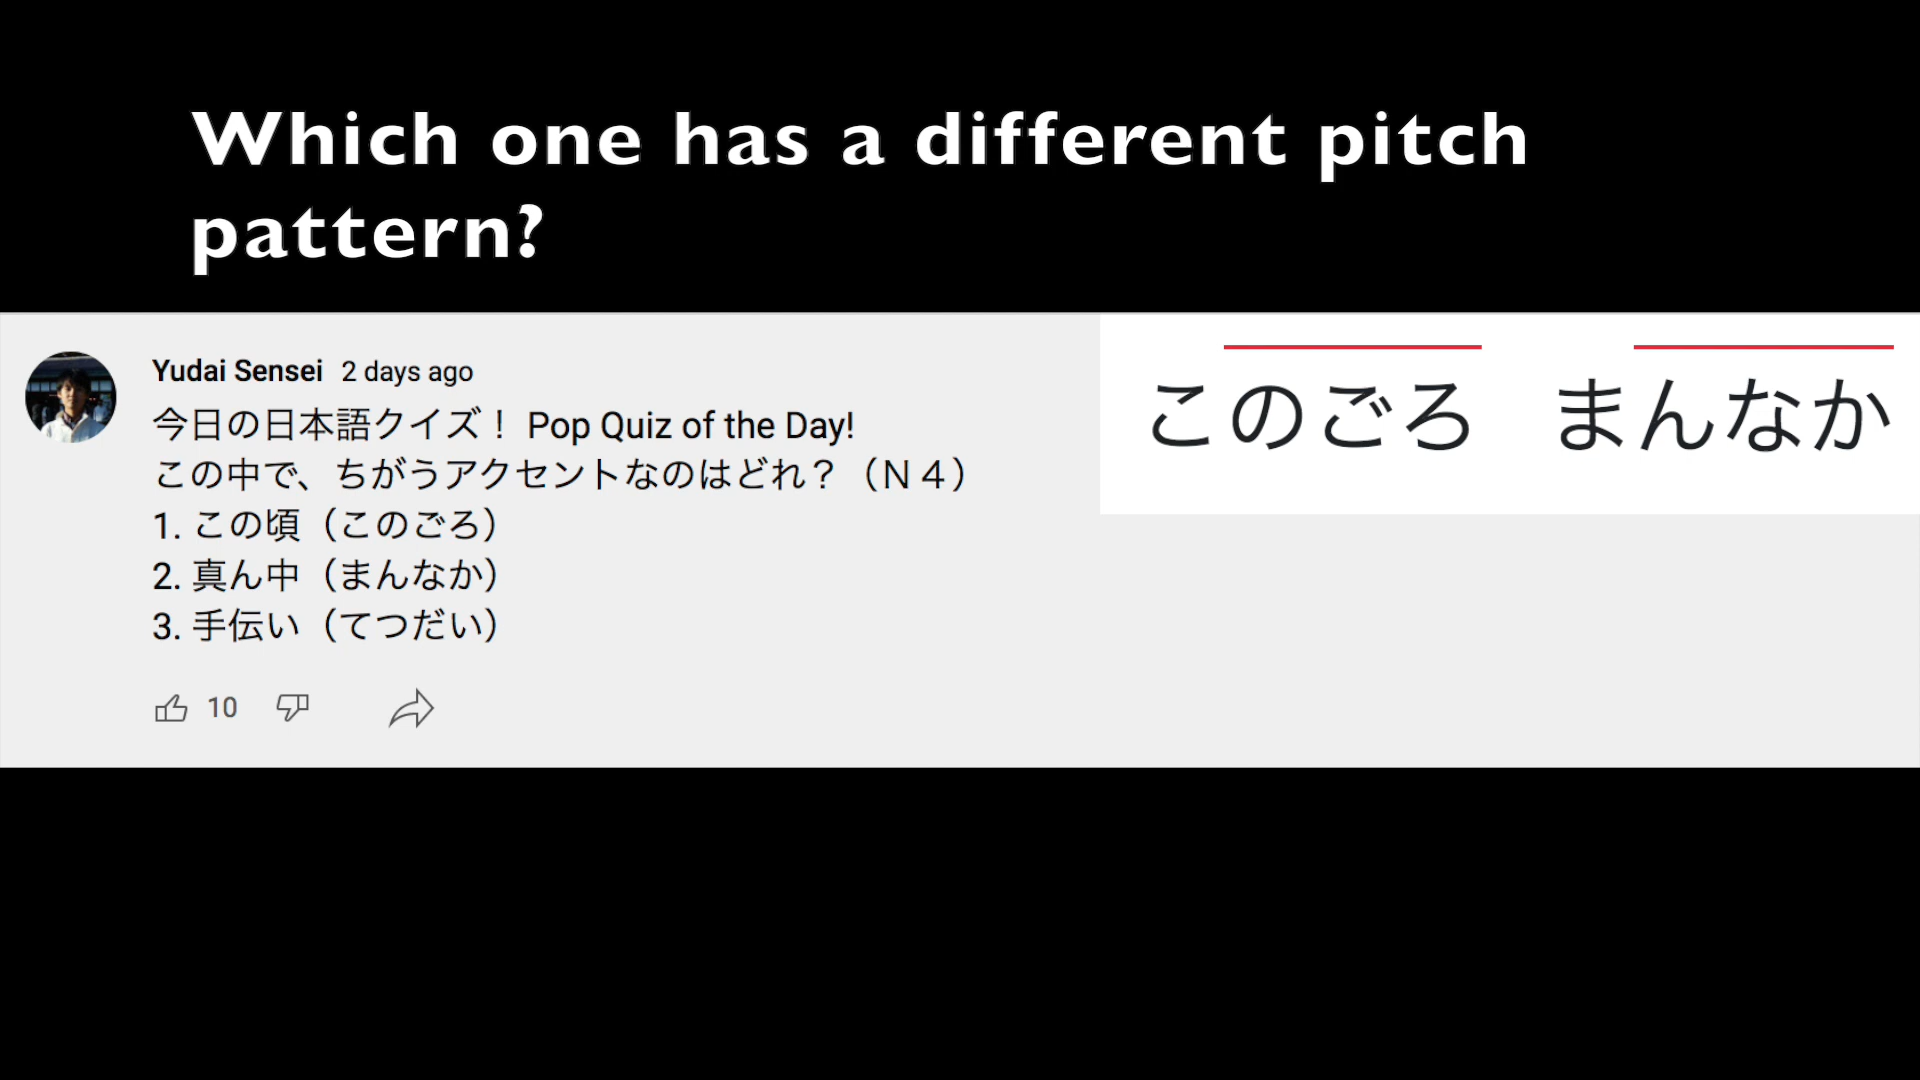 Which one has a different pitch
pattern?
Yudai Sensei 2 days ago
今日の日本語クイズ！ Pop Quiz of the Day!
この中で、ちがうアクセントなのはどれ？（Ｎ４）
1. この頃（このごろ）
2. 真ん中（まんなか）
3. 手伝い（てつだい）
10
このごろ まんなか